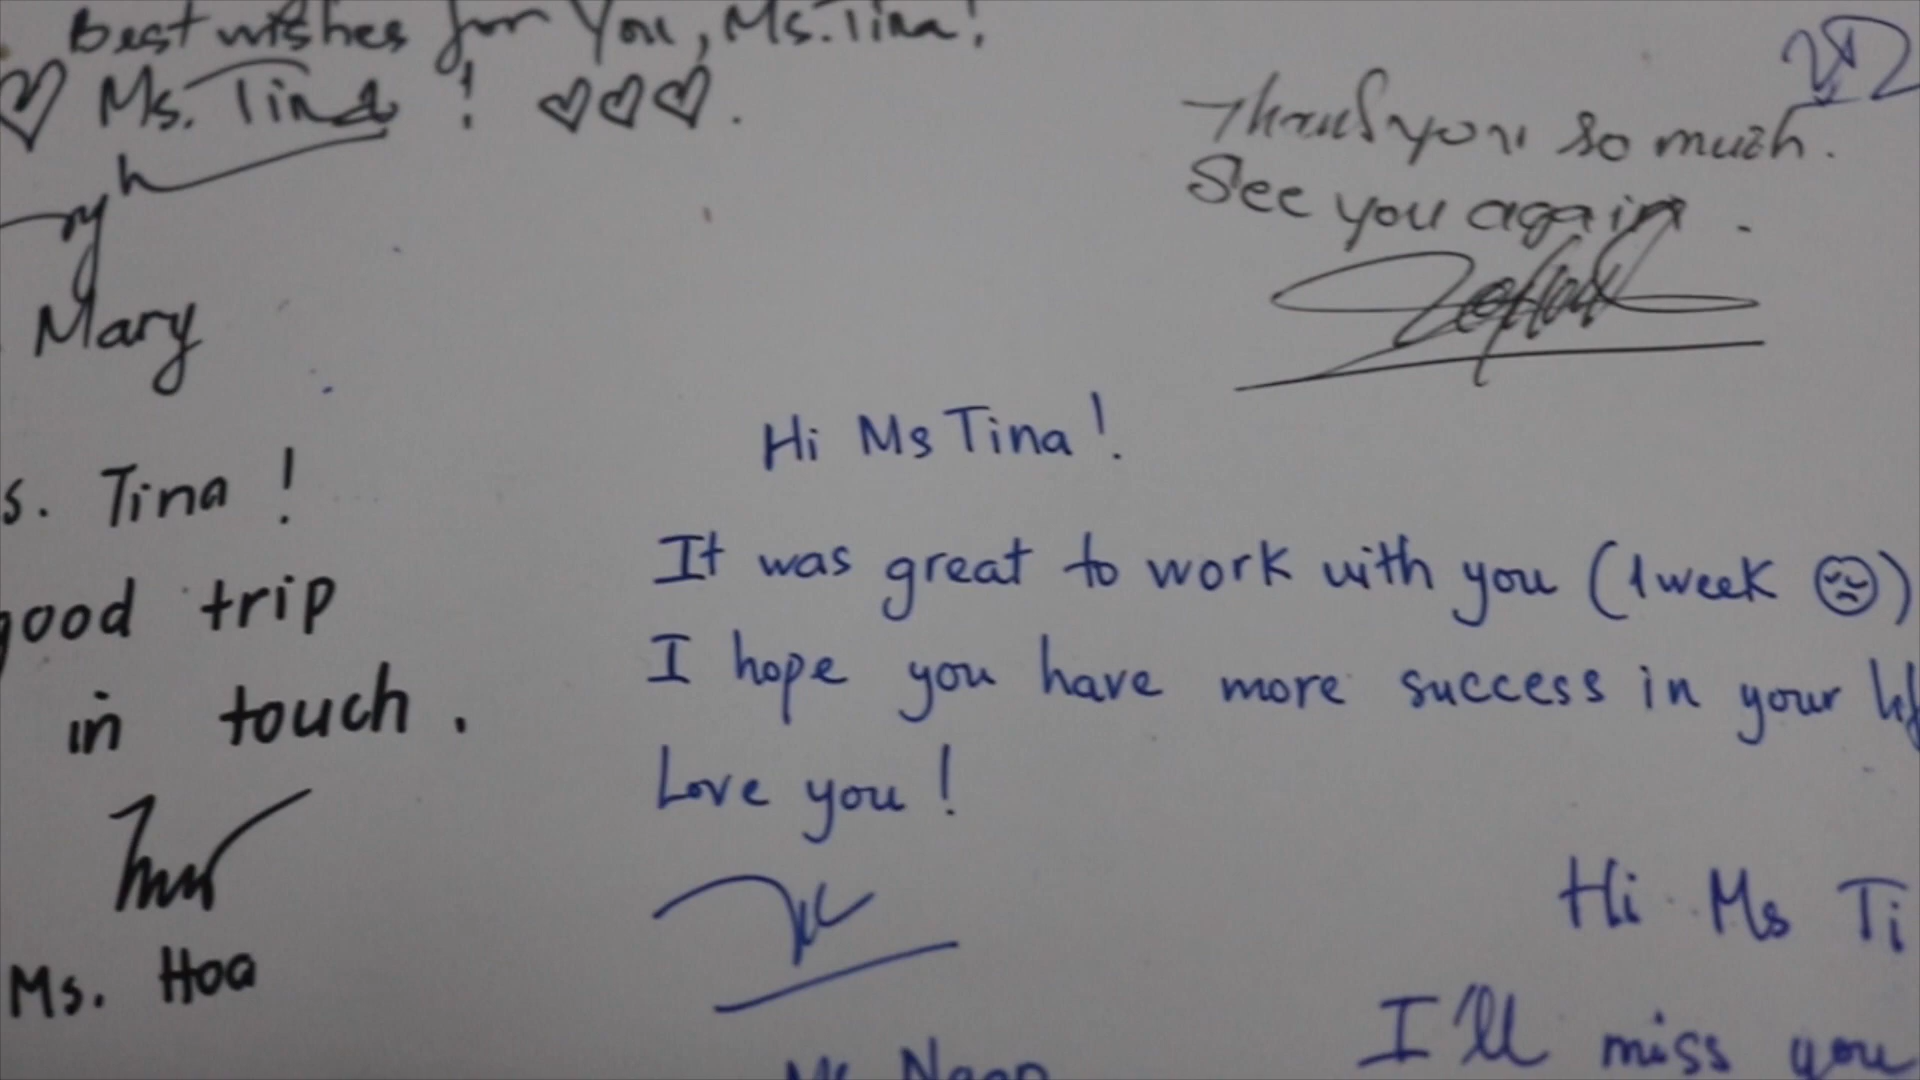 Best wishes for You, Ms. Tina!
Ms. Tina !
Mary
s. Tina !
good trip
in touch.
Ms. Hoa
Thank you so much.
See you again.
Hi Ms Tina!
It was great to work with you (1 week )
I hope you have more success in your
Love you!
Hi Ms Ti
I'll miss you